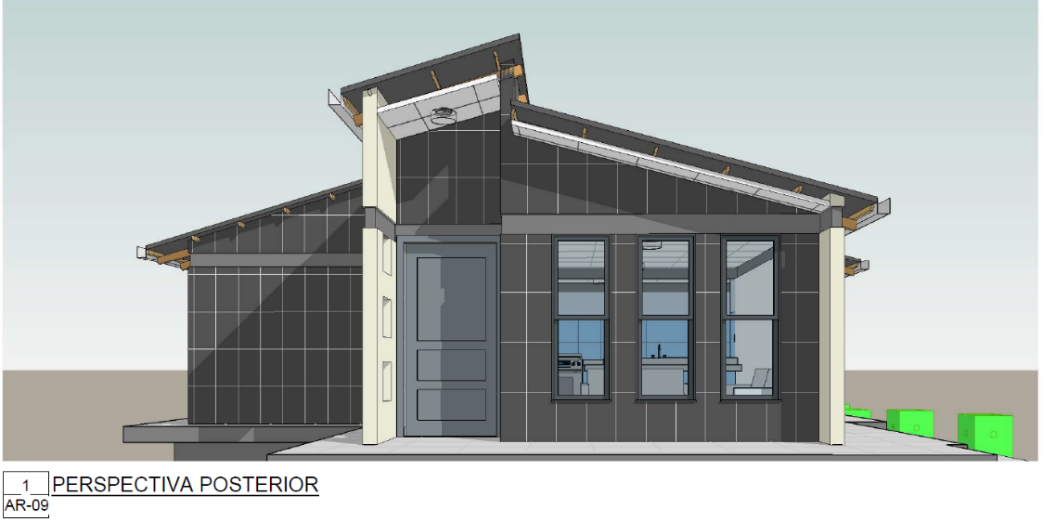 1 PERSPECTIVA POSTERIOR
AR-09